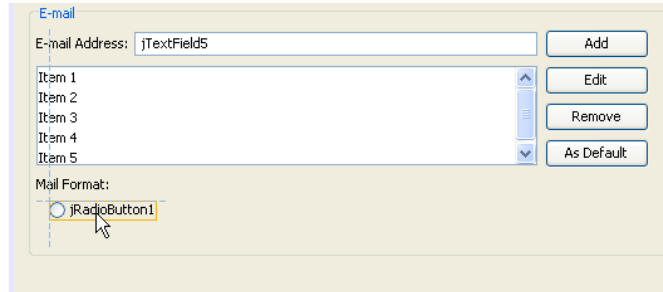 E-mail
E-mail Address: jTextField5 Add
Item 1 Edit
Item 2
Item 3 Remove
Item 4
Item 5 As Default
Mail Format:
jRadioButton1